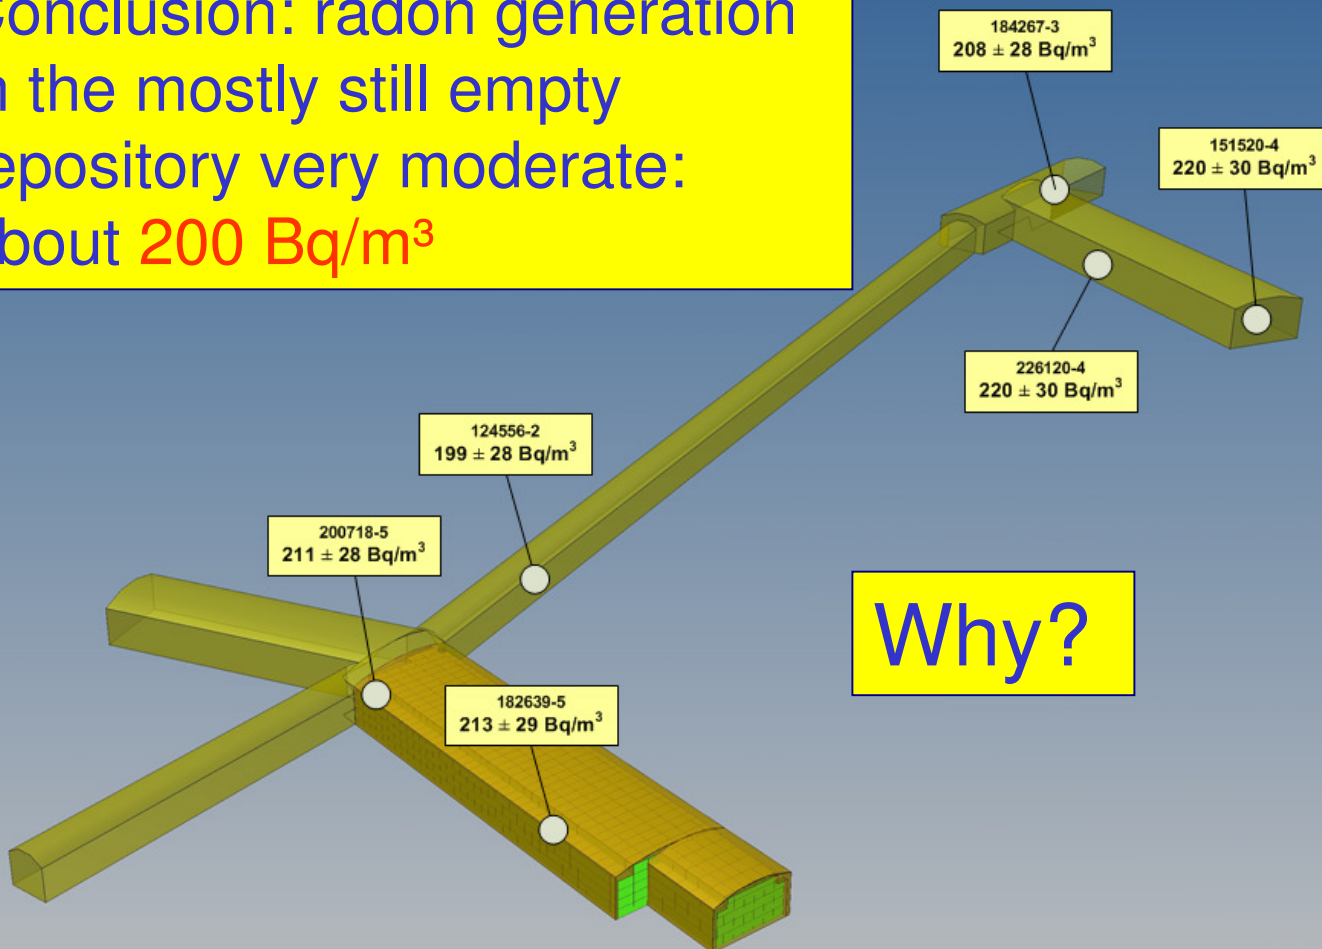 onclusion: radon generation
the mostly still empty
epository very moderate:
bout 200 Bq/m³
184267-3
208 ± 28 Bq/m³
151520-4
220 ± 30 Bq/m³
226120-4
220 ± 30 Bq/m³
124556-2
199 ± 28 Bq/m³
200718-5
211 ± 28 Bq/m³
182639-5
213 ± 29 Bq/m³
Why?